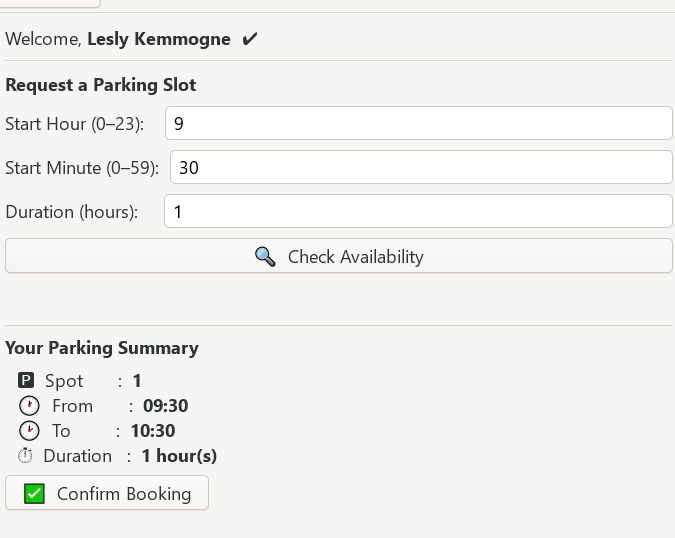 Welcome, Lesly Kemmogne ✔
Request a Parking Slot
Start Hour (0–23): 9
Start Minute (0–59): 30
Duration (hours): 1
🔍 Check Availability
Your Parking Summary
🅿 Spot : 1
🕐 From : 09:30
🕑 To : 10:30
⏱ Duration : 1 hour(s)
✅ Confirm Booking